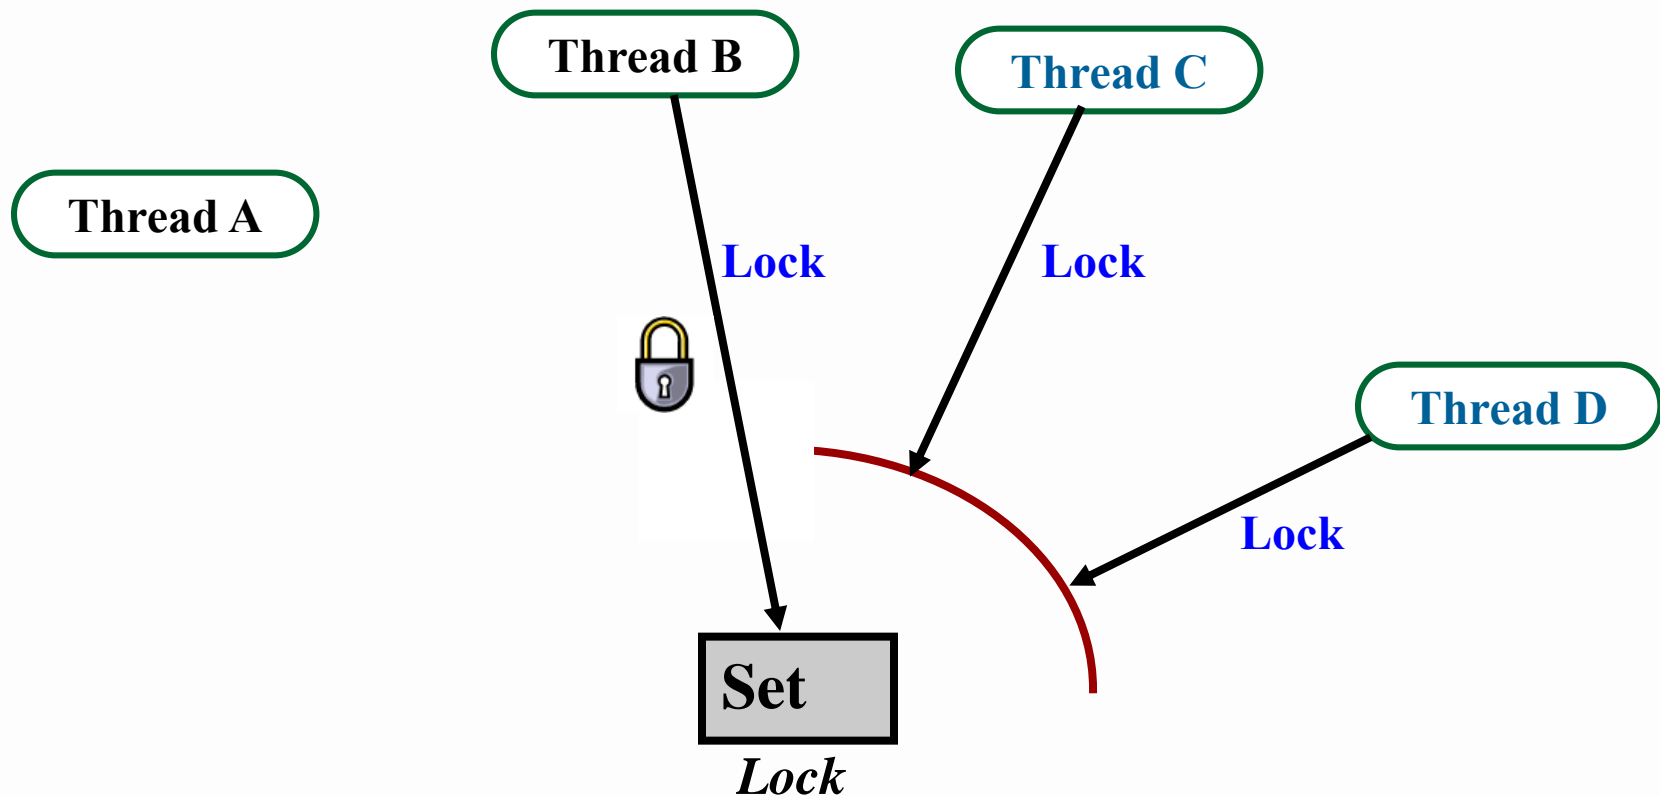 Thread B
Thread C
Thread A
Lock
Lock
Thread D
Lock
Set
Lock